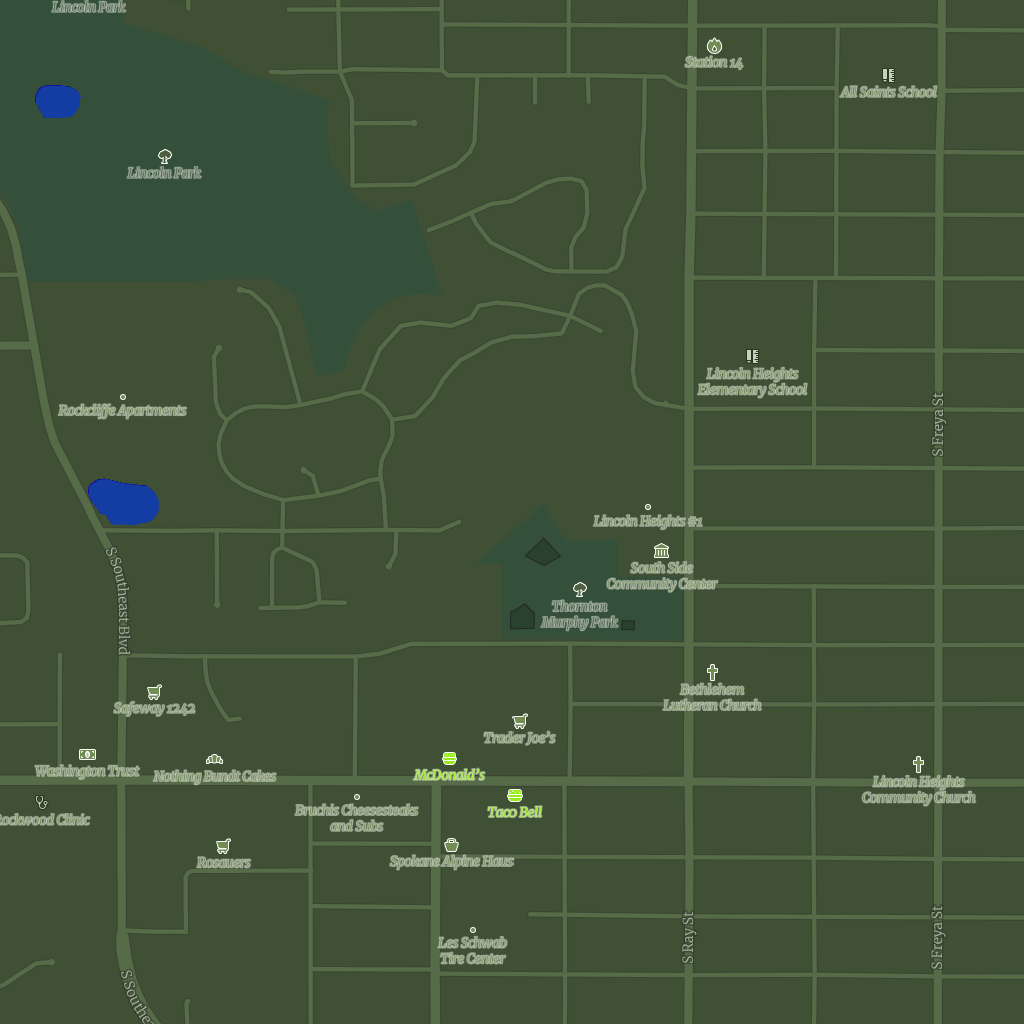 Lincoln Park
Station 14
All Saints School
Lincoln Park
Lincoln Heights
Elementary School
Rockcliffe Apartments
S Freya St
Lincoln Heights #1
South Side
Community Center
S Southeast Blvd
Thornton
Murphy Park
Bethlehem
Lutheran Church
Safeway 1242
Trader Joe's
Washington Trust
Nothing Bundt Cakes
McDonald's
Lincoln Heights
Community Church
Rockwood Clinic
Bruchis Cheesesteaks
and Subs
Taco Bell
Rosauers
Spokane Alpine Haus
Les Schwab
Tire Center
S Ray St
S Freya St
S Southe